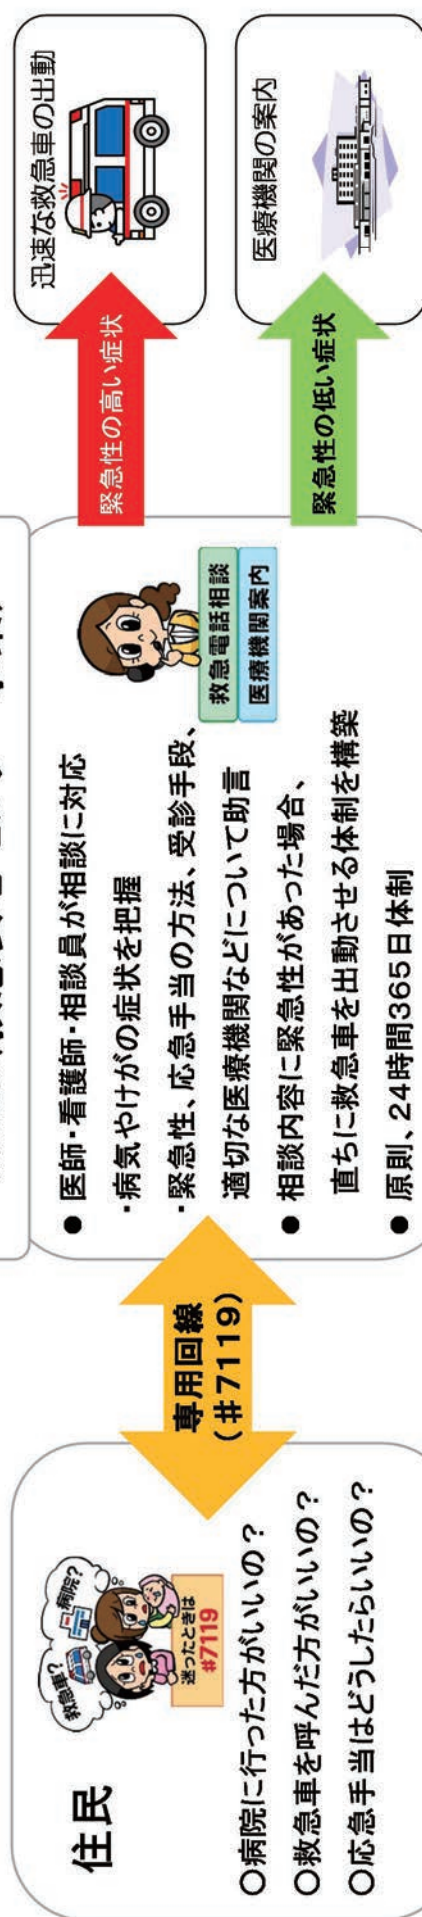 住民
救急車?
病院?
迷ったときは
#7119
○病院に行った方がいいの？
○救急車を呼んだ方がいいの？
○応急手当はどうしたらいいの？
専用回線
（＃7119）
● 医師・看護師・相談員が相談に対応
・病気やけがの症状を把握
・緊急性、応急手当の方法、受診手段、
適切な医療機関などについて助言
● 相談内容に緊急性があった場合、
直ちに救急車を出動させる体制を構築
● 原則、24時間365日体制
救急電話相談
医療機関案内
緊急性の高い症状
迅速な救急車の出動
緊急性の低い症状
医療機関の案内